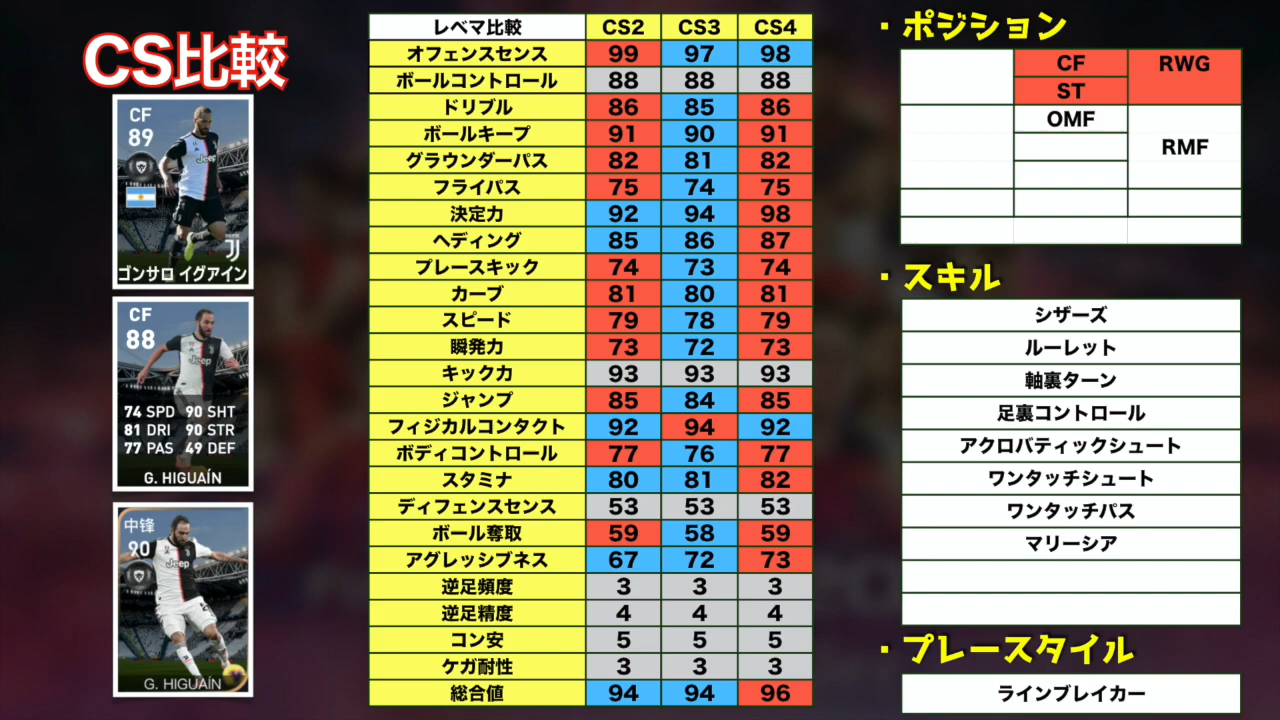 CS比較
CF
89
Jeep
ゴンサロ イグアイン
CF
88
Jeep
74 SPD 90 SHT
81 DRI 90 STR
77 PAS 49 DEF
G. HIGUAÍN
中锋
90
Jeep
G. HIGUAÍN
レベマ比較 CS2 CS3 CS4
オフェンスセンス 99 97 98
ボールコントロール 88 88 88
ドリブル 86 85 86
ボールキープ 91 90 91
グラウンダーパス 82 81 82
フライパス 75 74 75
決定力 92 94 98
ヘディング 85 86 87
プレースキック 74 73 74
カーブ 81 80 81
スピード 79 78 79
瞬発力 73 72 73
キック力 93 93 93
ジャンプ 85 84 85
フィジカルコンタクト 92 94 92
ボディコントロール 77 76 77
スタミナ 80 81 82
ディフェンスセンス 53 53 53
ボール奪取 59 58 59
アグレッシブネス 67 72 73
逆足頻度 3 3 3
逆足精度 4 4 4
コン安 5 5 5
ケガ耐性 3 3 3
総合値 94 94 96
・ポジション
CF RWG
ST
OMF
RMF
・スキル
シザーズ
ルーレット
軸裏ターン
足裏コントロール
アクロバティックシュート
ワンタッチシュート
ワンタッチパス
マリーシア
・プレースタイル
ラインブレイカー